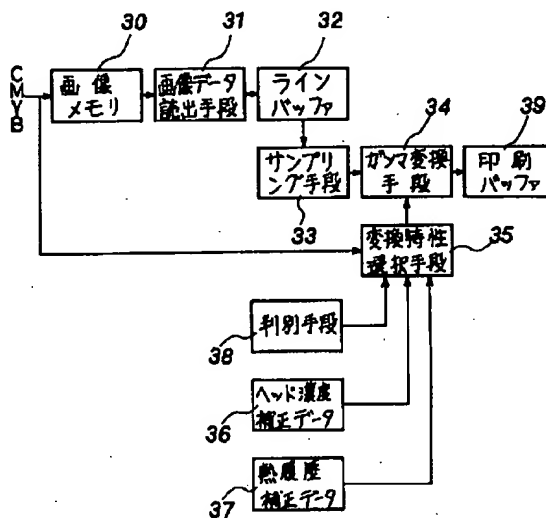 30
31
32
CMYB
画像
メモリ
画像データ
読出手段
ライン
バッファ
34
39
サンプリ
ング手段
ガンマ変換
手段
印刷
バッファ
33
変換特性
選択手段
35
判別手段
38
ヘッド濃度
補正データ
36
熱履歴
補正データ
37